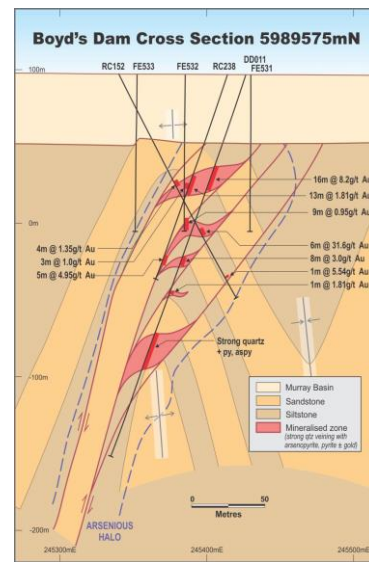 Boyd's Dam Cross Section 5989575mN
DD011
RC152 FE533 FE532 RC238 FE531
100m
16m @ 8.2g/t Au
13m @ 1.81g/t Au
9m @ 0.95g/t Au
0m
4m @ 1.35g/t Au
3m @ 1.0g/t Au
5m @ 4.95g/t Au
6m @ 31.6g/t Au
8m @ 3.0g/t Au
1m @ 5.54g/t Au
1m @ 1.81g/t Au
Strong quartz
+ py, aspy
-100m
Murray Basin
Sandstone
Siltstone
Mineralised zone
(strong qtz veining with
arsenopyrite, pyrite ± gold)
0 50
Metres
ARSENIOUS
HALO
-200m
245300mE 245400mE 245500mE